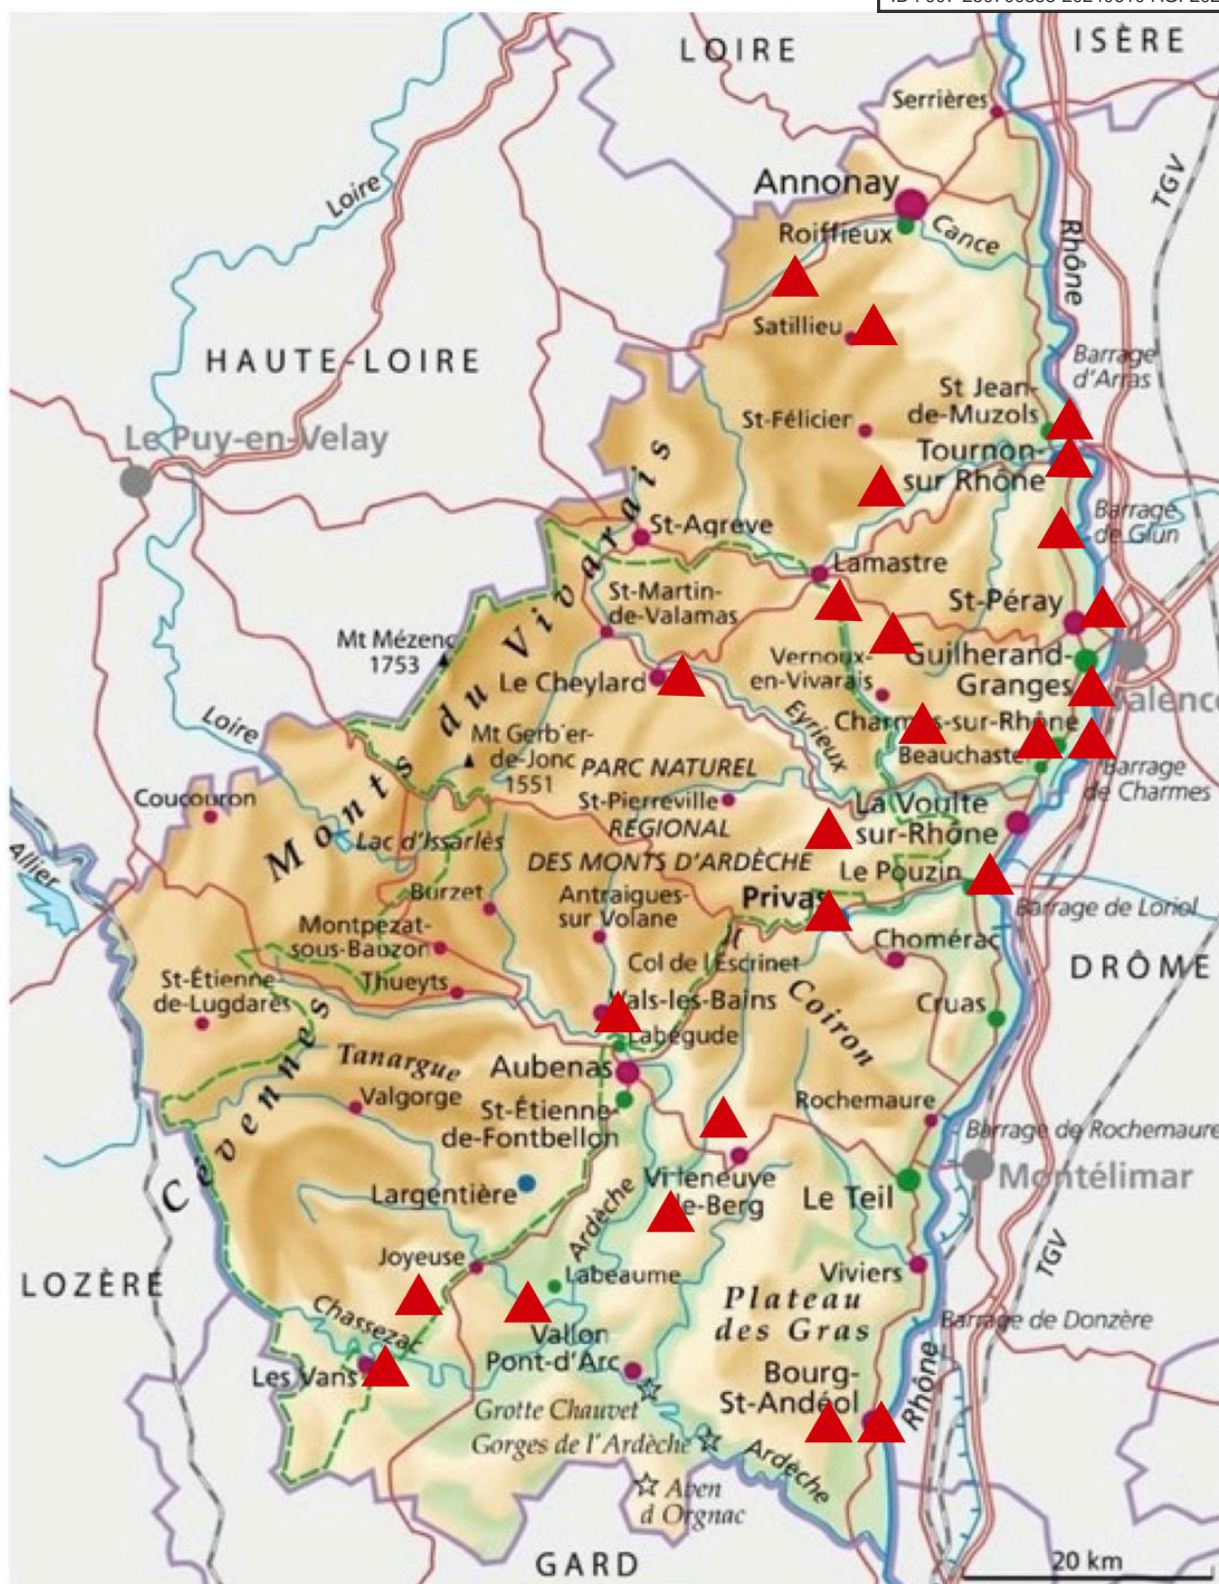 LOIRE
ISÈRE
Serrières
TGV
Loire
Annonay
Cance
Roiffieux
Rhône
Satillieu
HAUTE-LOIRE
Barrage
d'Arras
St Jean-
de-Muzols
St-Félicier
Le Puy-en-Velay
Tournon-
sur Rhône
Barrage
de Glun
St-Agrève
Lamastre
St-Martin-
de-Valamas
St-Péray
Mt Mézenc
1753
Vernoux-
en-Vivarais
Guilherand-
Granges
Valence
Le Cheylard
Monts du Vivarais
Loire
Eyrieux
Charmes-sur-Rhône
Mt Gerbier-
de-Jonc
1551
Beauchastel
Barrage
de Charmes
PARC NATUREL
RÉGIONAL
DES MONTS D'ARDÈCHE
Coucouron
St-Pierreville
La Voulte
sur-Rhône
Lac d'Issarlès
Allier
Le Pouzin
Burzet
Antraigues-
sur Volane
Privas
Barrage de Loriol
Montpezat-
sous-Bauzon
Chomérac
Col de l'Escrinet
DRÔME
St-Étienne-
de-Lugdarès
Thueyts
Vals-les-Bains
Coiron
Cruas
Labégude
Tanargue
Aubenas
Cévennes
Valgorge
St-Étienne-
de-Fontbellon
Rochemaure
Barrage de Rochemaure
Montélimar
Largentière
Villeneuve
de-Berg
Le Teil
Ardèche
Joyeuse
TGV
LOZÈRE
Labeaume
Viviers
Chassezac
Plateau
des Gras
Barrage de Donzère
Vallon
Pont-d'Arc
Les Vans
Bourg-
St-Andéol
Rhône
Grotte Chauvet
Gorges de l'Ardèche
Ardèche
Aven
d Orgnac
GARD
20 km